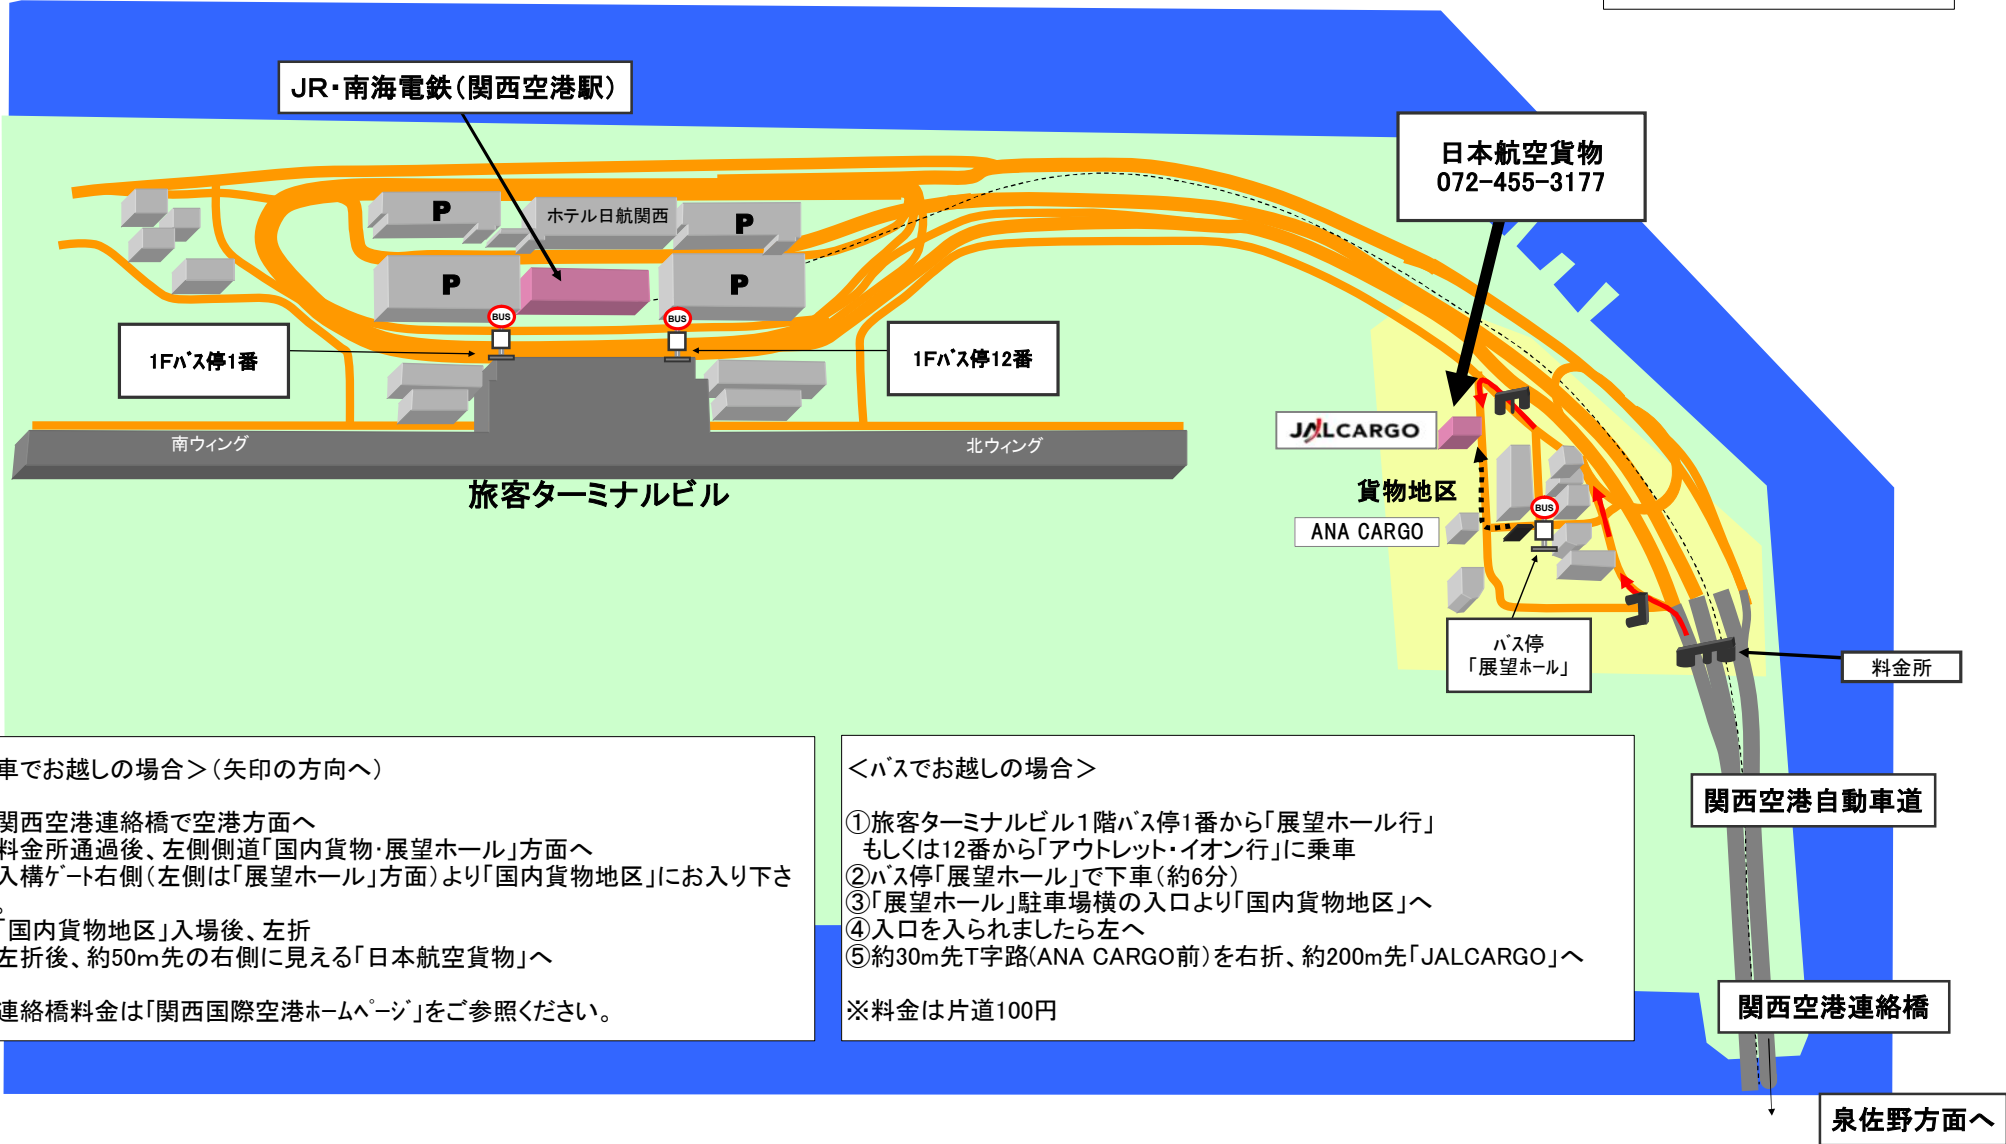 JR・南海電鉄(関西空港駅)
日本航空貨物
072-455-3177
P
ホテル日航関西
P
P
P
BUS
BUS
1Fバス停1番
1Fバス停12番
南ウィング
北ウィング
旅客ターミナルビル
JALCARGO
貨物地区
ANA CARGO
BUS
バス停
「展望ホール」
料金所
車でお越しの場合＞(矢印の方向へ)
関西空港連絡橋で空港方面へ
料金所通過後、左側側道「国内貨物・展望ホール」方面へ
入構ゲート右側(左側は「展望ホール」方面)より「国内貨物地区」にお入り下さ
。
「国内貨物地区」入場後、左折
左折後、約50m先の右側に見える「日本航空貨物」へ
連絡橋料金は「関西国際空港ホームページ」をご参照ください。
＜バスでお越しの場合＞
①旅客ターミナルビル1階バス停1番から「展望ホール行」
もしくは12番から「アウトレット・イオン行」に乗車
②バス停「展望ホール」で下車(約6分)
③「展望ホール」駐車場横の入口より「国内貨物地区」へ
④入口を入られましたら左へ
⑤約30m先T字路(ANA CARGO前)を右折、約200m先「JALCARGO」へ
※料金は片道100円
関西空港自動車道
関西空港連絡橋
泉佐野方面へ